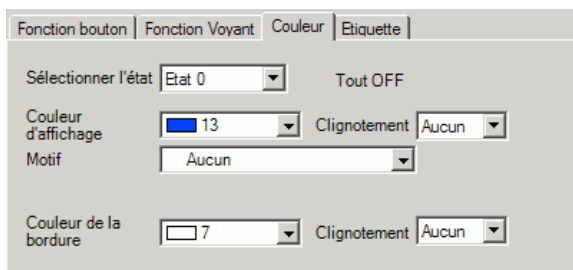 Fonction bouton Fonction Voyant Couleur Etiquette
Sélectionner l'état Etat 0 Tout OFF
Couleur
d'affichage 13 Clignotement Aucun
Motif Aucun
Couleur de la
bordure 7 Clignotement Aucun